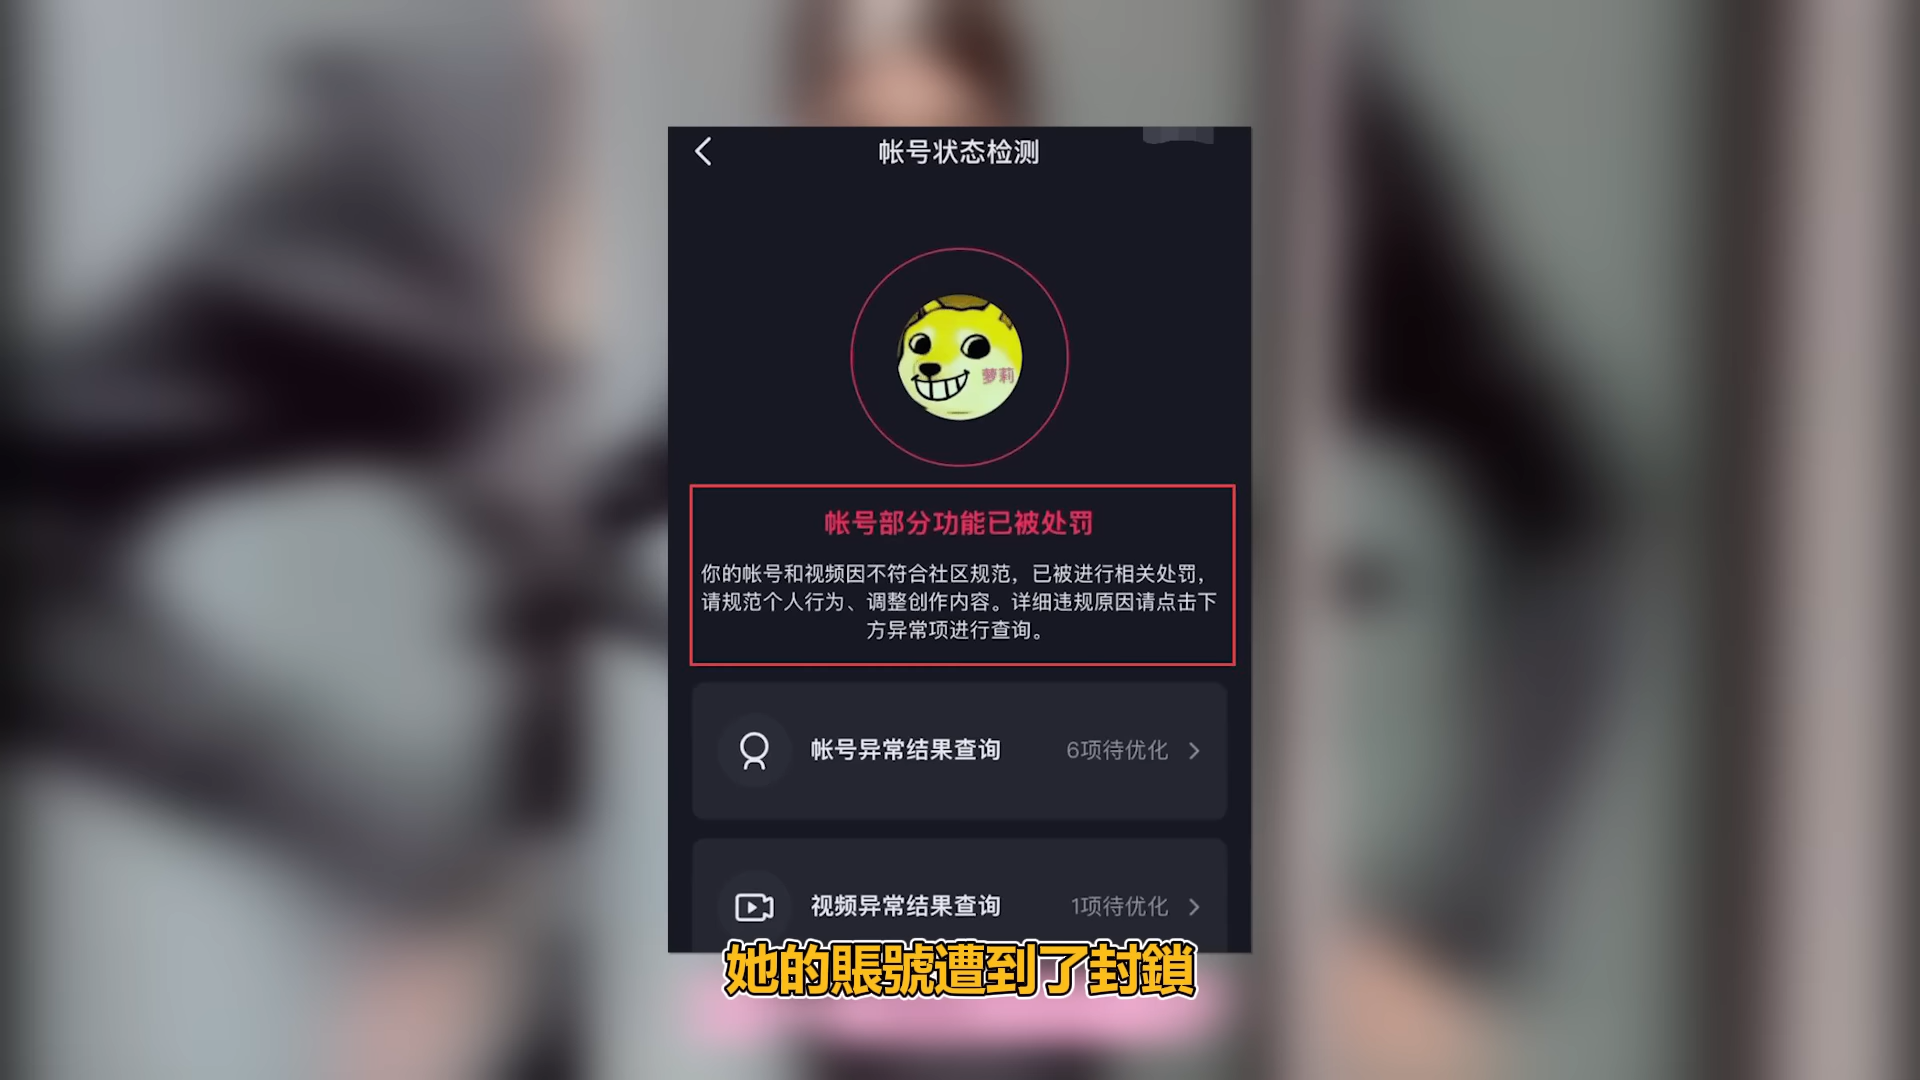 帐号状态检测
萝莉
帐号部分功能已被处罚
你的帐号和视频因不符合社区规范，已被进行相关处罚，
请规范个人行为、调整创作内容。详细违规原因请点击下
方异常项进行查询。
帐号异常结果查询 6项待优化
视频异常结果查询 1项待优化
她的賬號遭到了封鎖